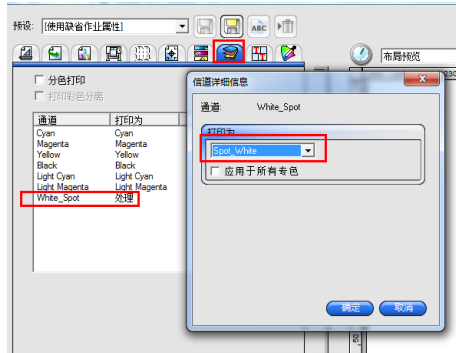 预设: [使用缺省作业属性]
ABC
布局预览
分色打印
打印彩色分离
通道 打印为
Cyan Cyan
Magenta Magenta
Yellow Yellow
Black Black
Light Cyan Light Cyan
Light Magenta Light Magenta
White_Spot 处理
信道详细信息
通道: White_Spot
打印为
Spot_White
应用于所有专色
确定 取消